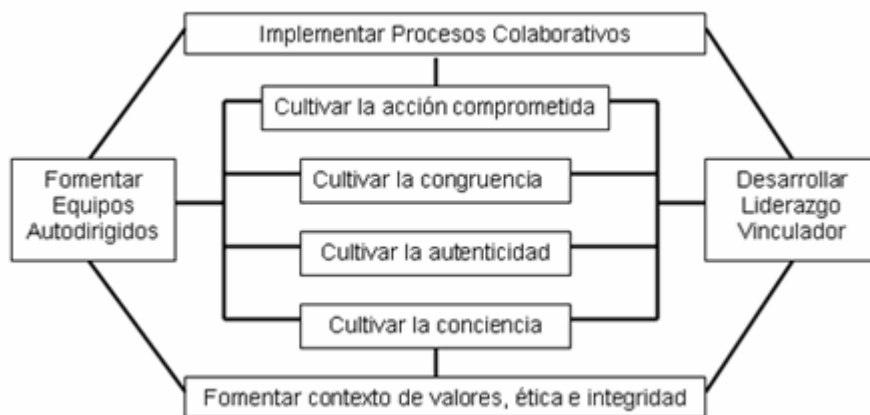 Implementar Procesos Colaborativos
Cultivar la acción comprometida
Cultivar la congruencia
Fomentar
Equipos
Autodirigidos
Desarrollar
Liderazgo
Vinculador
Cultivar la autenticidad
Cultivar la conciencia
Fomentar contexto de valores, ética e integridad